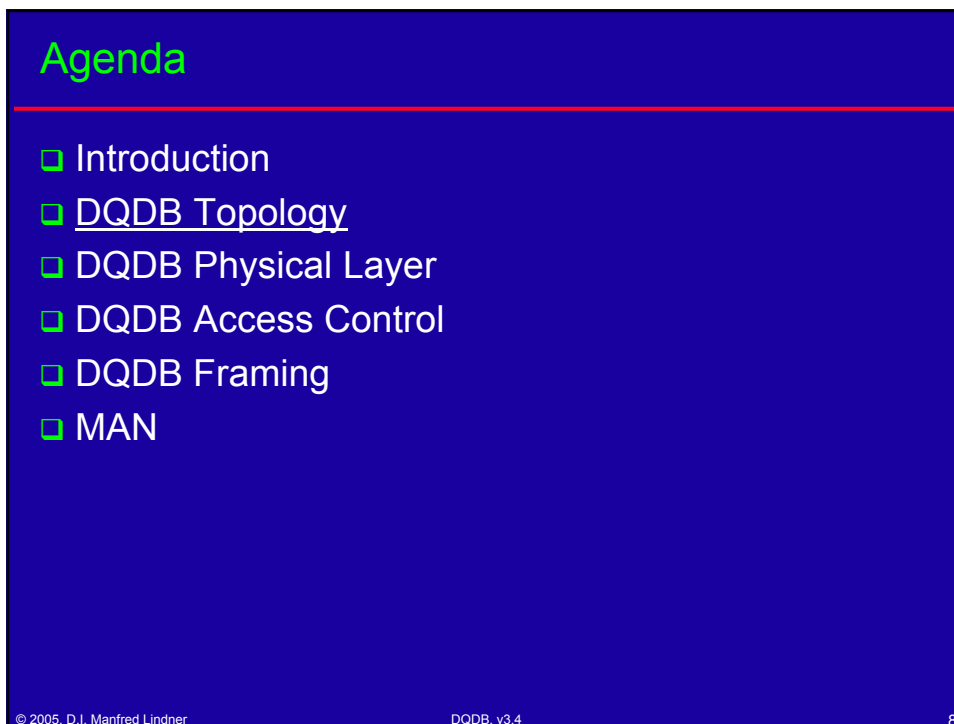 Agenda
Introduction
DQDB Topology
DQDB Physical Layer
DQDB Access Control
DQDB Framing
MAN
© 2005, D.I. Manfred Lindner DQDB, v3.4 8